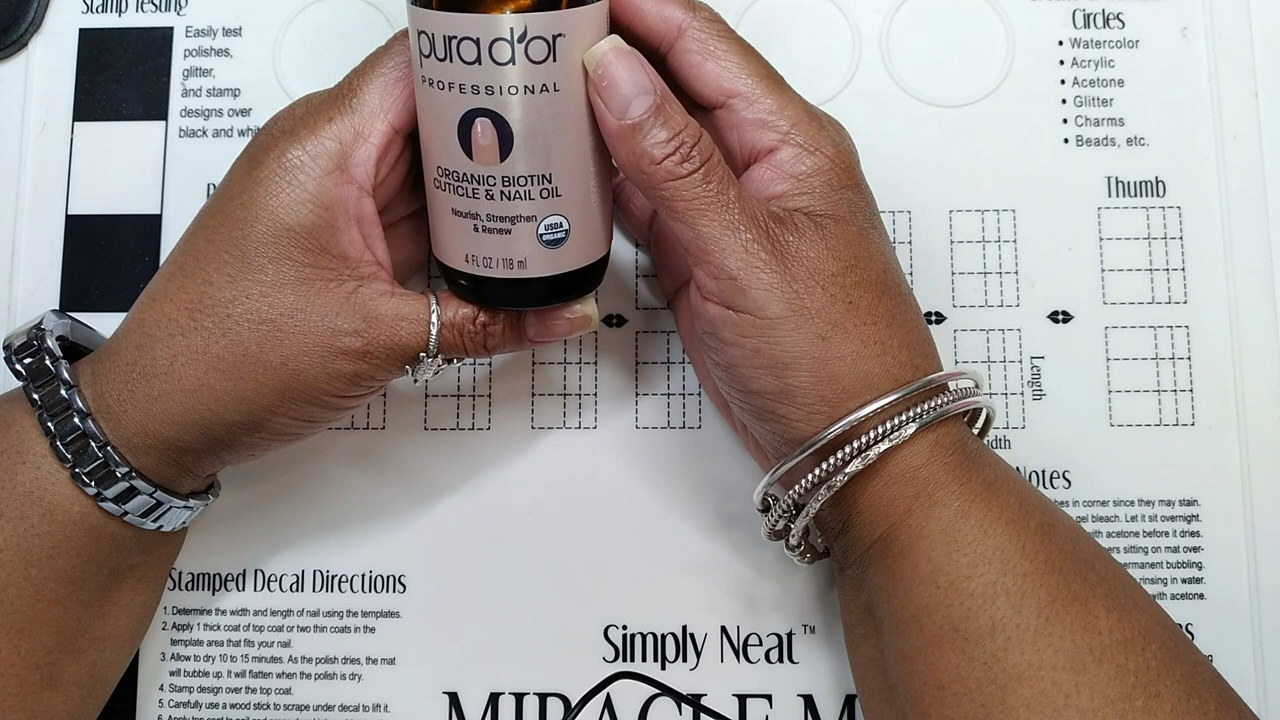 Stamp Testing
Easily test
polishes,
glitter,
and stamp
designs over
black and
pura d'or
PROFESSIONAL
ORGANIC BIOTIN
CUTICLE & NAIL OIL
Nourish, Strengthen
& Renew
USDA
ORGANIC
4 FL OZ / 118 ml
Circles
• Watercolor
• Acrylic
• Acetone
• Glitter
• Charms
• Beads, etc.
Thumb
Length
Notes
in corner since they may stain.
gel bleach. Let it sit overnight.
with acetone before it dries.
sitting on mat over-
bubbling.
rinsing in water.
with acetone.
Stamped Decal Directions
1. Determine the width and length of nail using the templates.
2. Apply 1 thick coat of top coat or two thin coats in the
template area that fits your nail.
3. Allow to dry 10 to 15 minutes. As the polish dries, the mat
will bubble up. It will flatten when the polish is dry.
4. Stamp design over the top coat.
5. Carefully use a wood stick to scrape under decal to lift it.
Simply Neat™
MIRACLE M